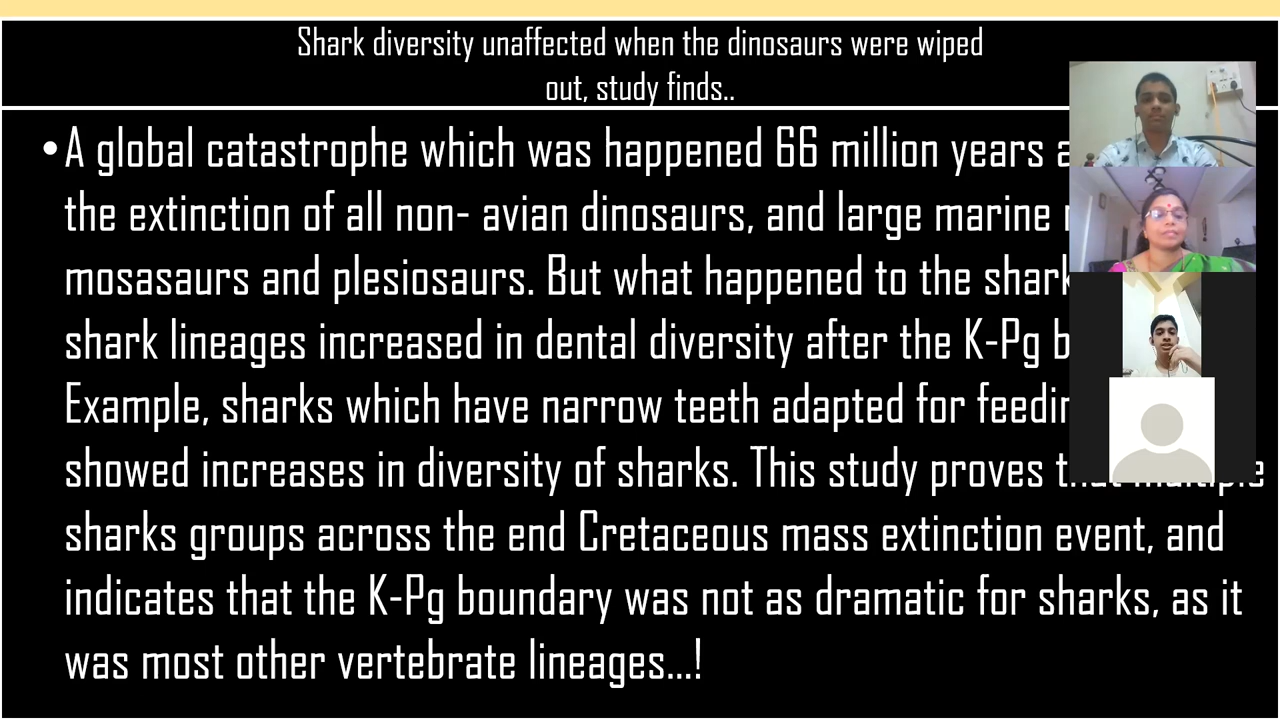 Shark diversity unaffected when the dinosaurs were wiped
out, study finds..
•A global catastrophe which was happened 66 million years
the extinction of all non- avian dinosaurs, and large marine
mosasaurs and plesiosaurs. But what happened to the
shark lineages increased in dental diversity after the K-Pg
Example, sharks which have narrow teeth adapted for
showed increases in diversity of sharks. This study proves
sharks groups across the end Cretaceous mass extinction event, and
indicates that the K-Pg boundary was not as dramatic for sharks, as it
was most other vertebrate lineages...!